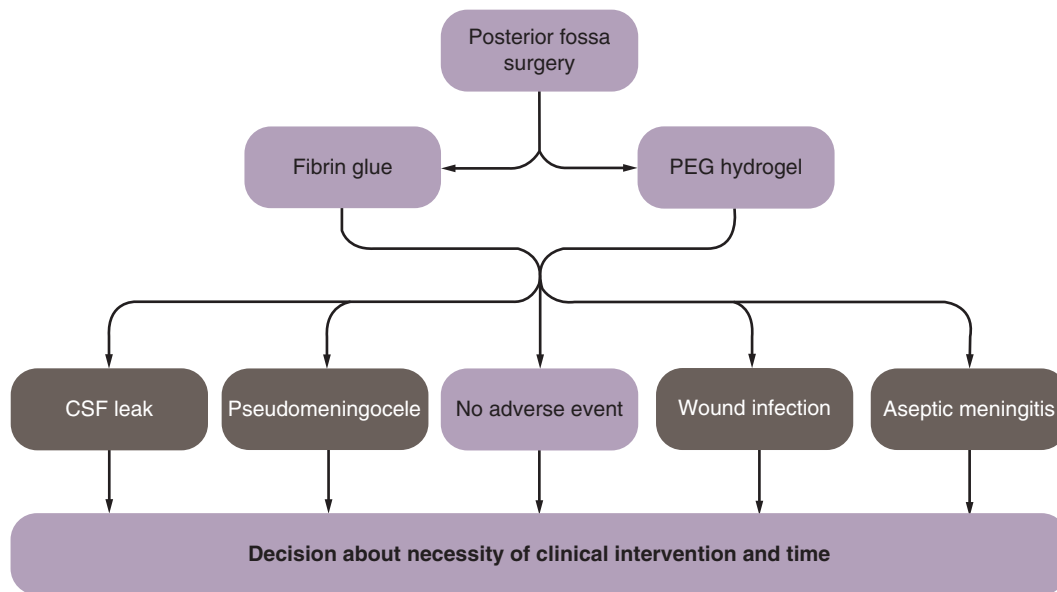 Posterior fossa
surgery
Fibrin glue
PEG hydrogel
CSF leak
Pseudomeningocele
No adverse event
Wound infection
Aseptic meningitis
Decision about necessity of clinical intervention and time